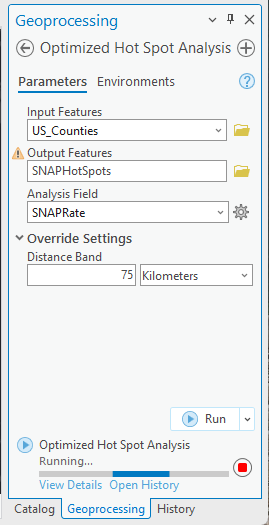 Geoprocessing
Optimized Hot Spot Analysis
Parameters Environments
Input Features
US_Counties
Output Features
SNAPHotSpots
Analysis Field
SNAPRate
Override Settings
Distance Band
75 Kilometers
Run
Optimized Hot Spot Analysis
Running...
View Details Open History
Catalog Geoprocessing History